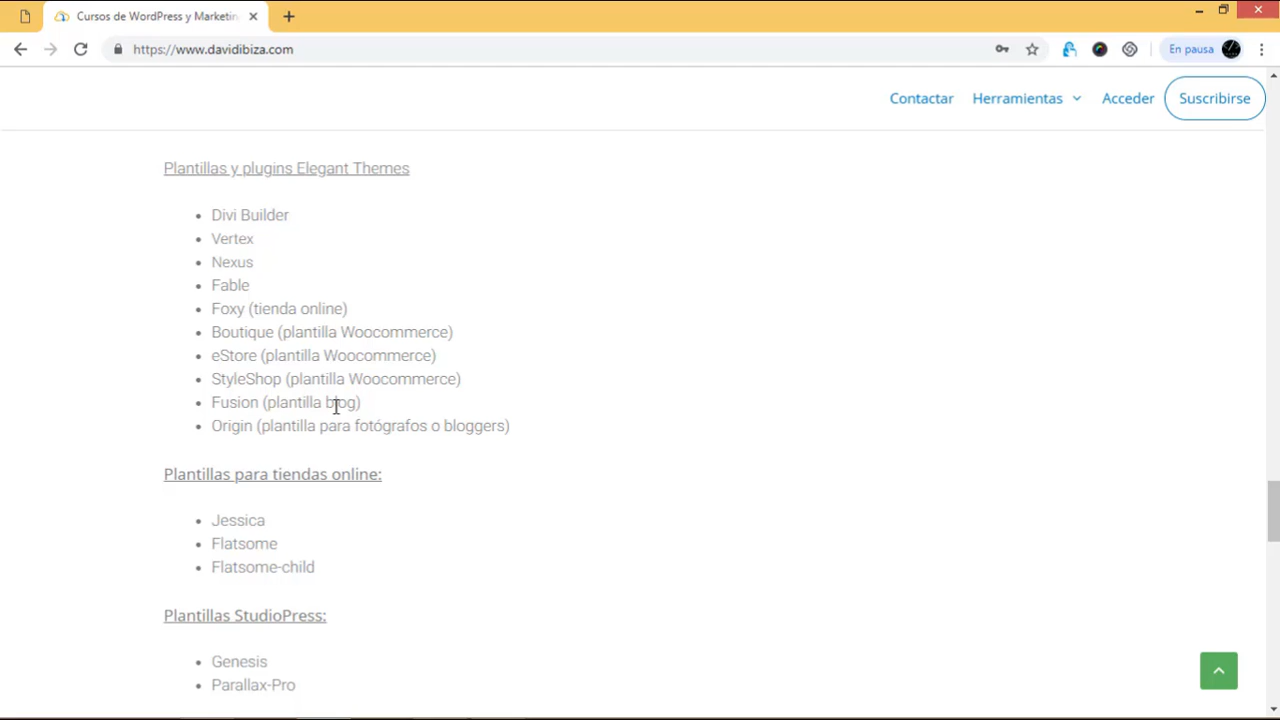 Cursos de WordPress y Marketin
https://www.davidibiza.com
En pausa
Contactar
Herramientas
Acceder
Suscribirse
Plantillas y plugins Elegant Themes
Divi Builder
Vertex
Nexus
Fable
Foxy (tienda online)
Boutique (plantilla Woocommerce)
eStore (plantilla Woocommerce)
StyleShop (plantilla Woocommerce)
Fusion (plantilla blog)
Origin (plantilla para fotógrafos o bloggers)
Plantillas para tiendas online:
Jessica
Flatsome
Flatsome-child
Plantillas StudioPress:
Genesis
Parallax-Pro